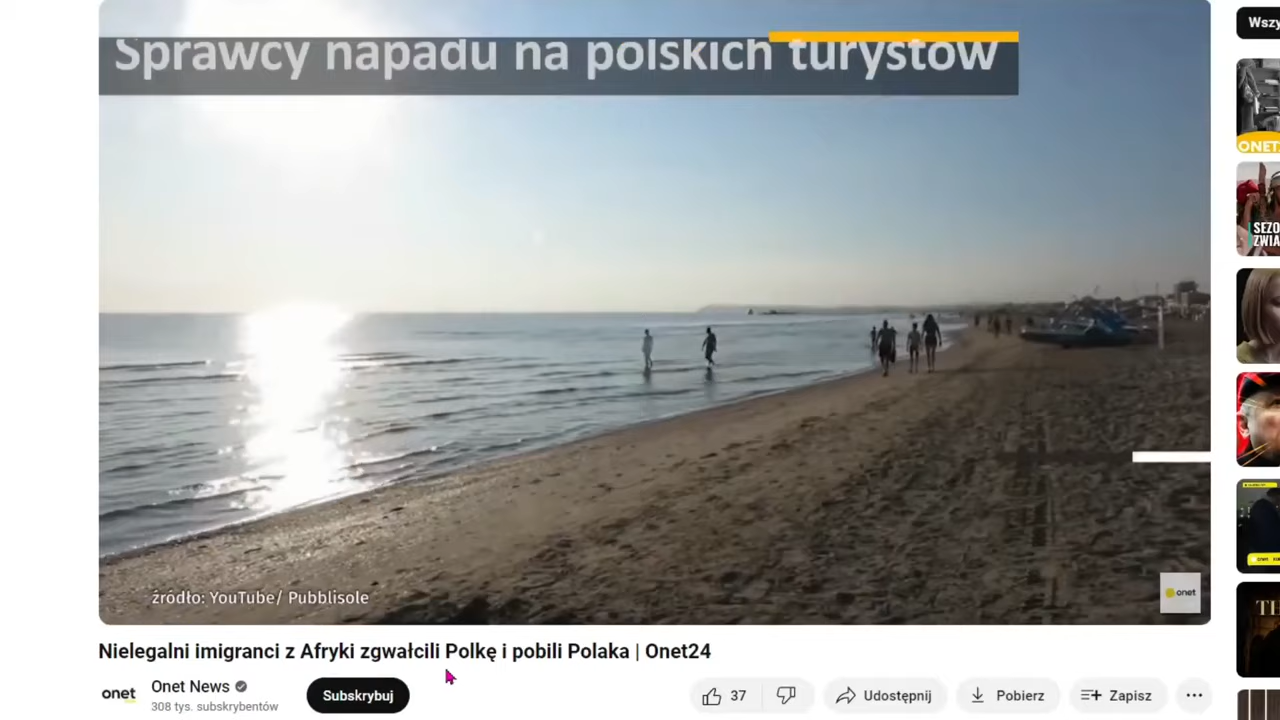 Sprawcy napadu na polskich turystów
Wszy
ONET
SEZO
ZWIA
źródło: YouTube/ Pubblisole
onet
Nielegalni imigranci z Afryki zgwałcili Polkę i pobili Polaka | Onet24
onet
Onet News
308 tys. subskrybentów
Subskrybuj
37
Udostępnij
Pobierz
Zapisz